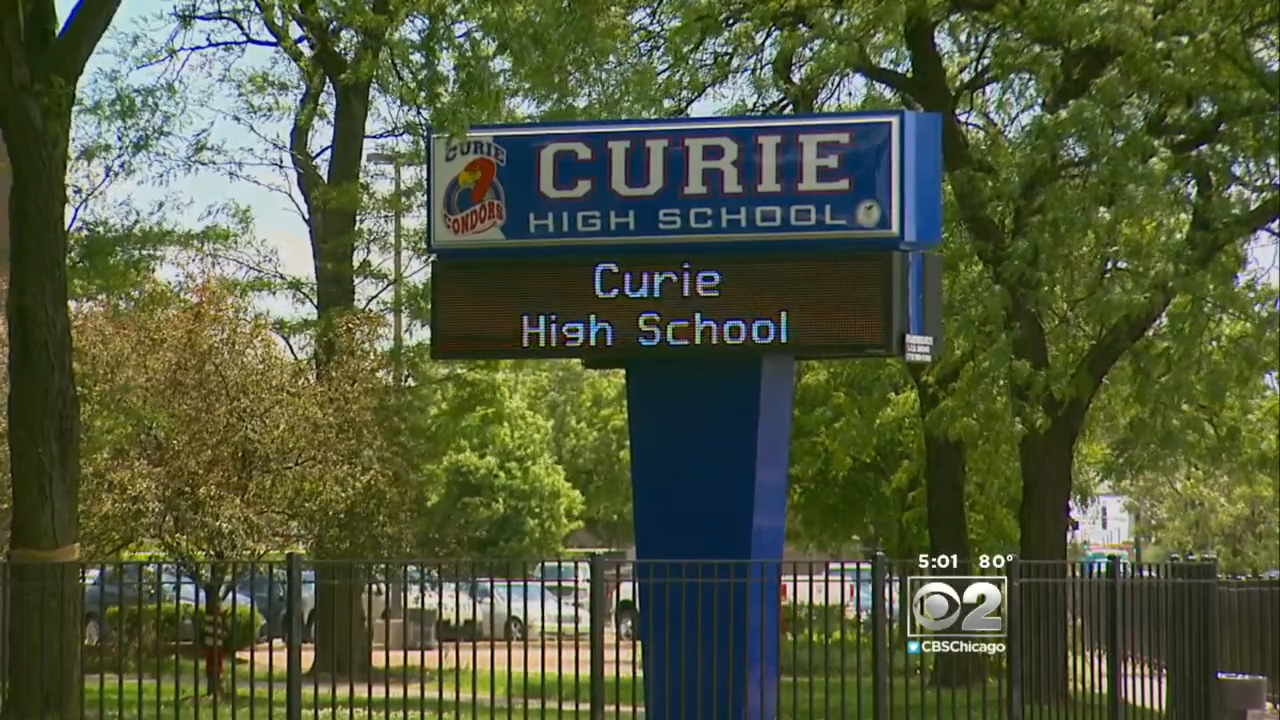 CURIE
CONDORS
CURIE
HIGH SCHOOL
Curie
High School
5:01 80°
2
CBSChicago